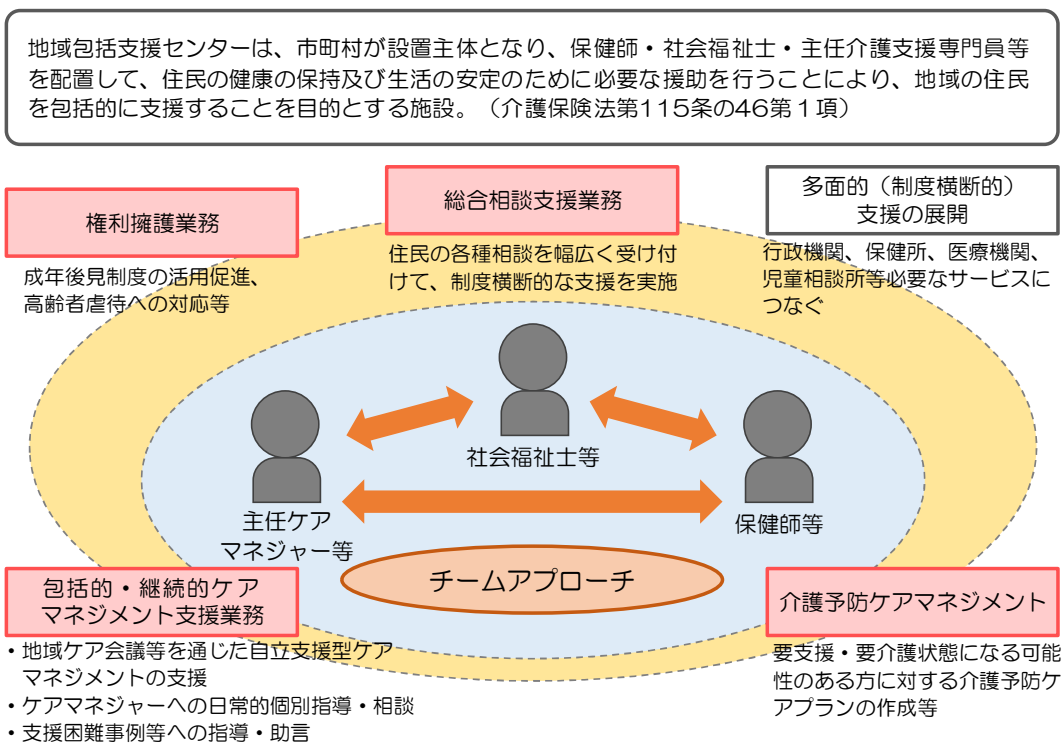 地域包括支援センターは、市町村が設置主体となり、保健師・社会福祉士・主任介護支援専門員等
を配置して、住民の健康の保持及び生活の安定のために必要な援助を行うことにより、地域の住民
を包括的に支援することを目的とする施設。（介護保険法第115条の46第１項）
権利擁護業務
成年後見制度の活用促進、
高齢者虐待への対応等
総合相談支援業務
住民の各種相談を幅広く受け付
けて、制度横断的な支援を実施
多面的（制度横断的）
支援の展開
行政機関、保健所、医療機関、
児童相談所等必要なサービスに
つなぐ
社会福祉士等
主任ケア
マネジャー等
保健師等
チームアプローチ
包括的・継続的ケア
マネジメント支援業務
・地域ケア会議等を通じた自立支援型ケア
マネジメントの支援
・ケアマネジャーへの日常的個別指導・相談
・支援困難事例等への指導・助言
介護予防ケアマネジメント
要支援・要介護状態になる可能
性のある方に対する介護予防ケ
アプランの作成等